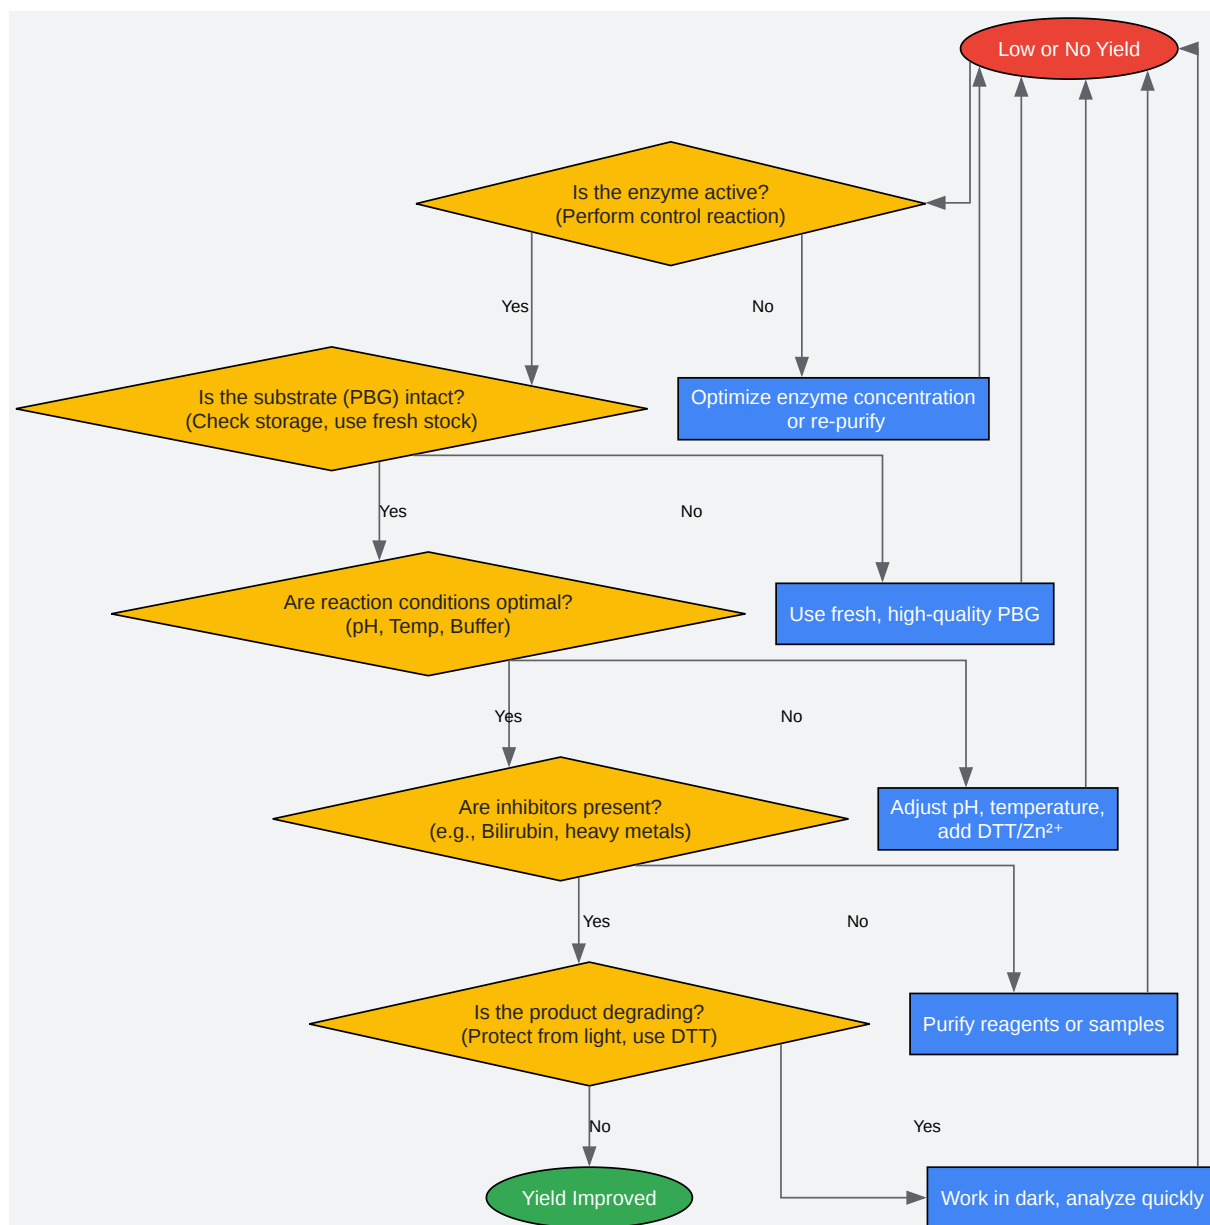 Low or No Yield
Is the enzyme active?
(Perform control reaction)
Yes
No
Is the substrate (PBG) intact?
(Check storage, use fresh stock)
Optimize enzyme concentration
or re-purify
Yes
No
Are reaction conditions optimal?
(pH, Temp, Buffer)
Use fresh, high-quality PBG
Yes
No
Are inhibitors present?
(e.g., Bilirubin, heavy metals)
Adjust pH, temperature,
add DTT/Zn²⁺
Yes
No
Is the product degrading?
(Protect from light, use DTT)
Purify reagents or samples
No
Yes
Yield Improved
Work in dark, analyze quickly